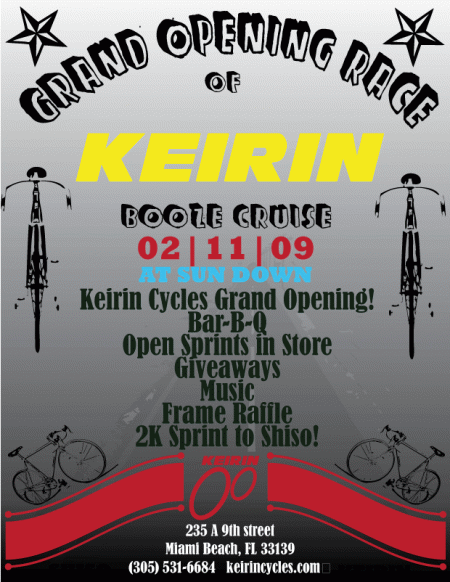 GRAND OPENING RACE
OF
KEIRIN
BOOZE CRUISE
02|11|09
AT SUN DOWN
Keirin Cycles Grand Opening!
Bar-B-Q
Open Sprints in Store
Giveaways
Music
Frame Raffle
2K Sprint to Shiso!
KEIRIN
235 A 9th street
Miami Beach, FL 33139
(305) 531-6684 keirincycles.com